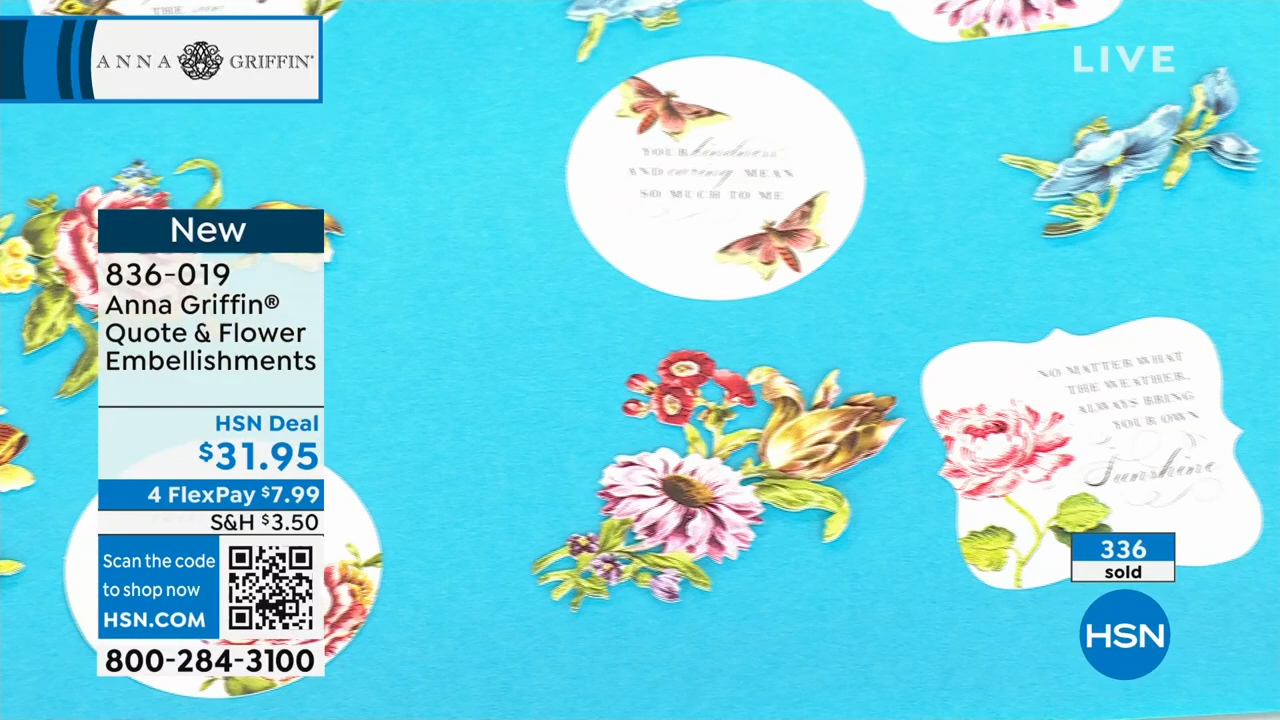 THE
ANNA GRIFFIN
LIVE
YOUR kindness
AND caring MEAN
SO MUCH TO ME
New
836-019
Anna Griffin®
Quote & Flower
Embellishments
HSN Deal
$31.95
4 FlexPay $7.99
S&H $3.50
Scan the code
to shop now
HSN.COM
800-284-3100
NO MATTER WHAT
THE WEATHER,
ALWAYS BRING
YOUR OWN
Sunshine
336
sold
HSN